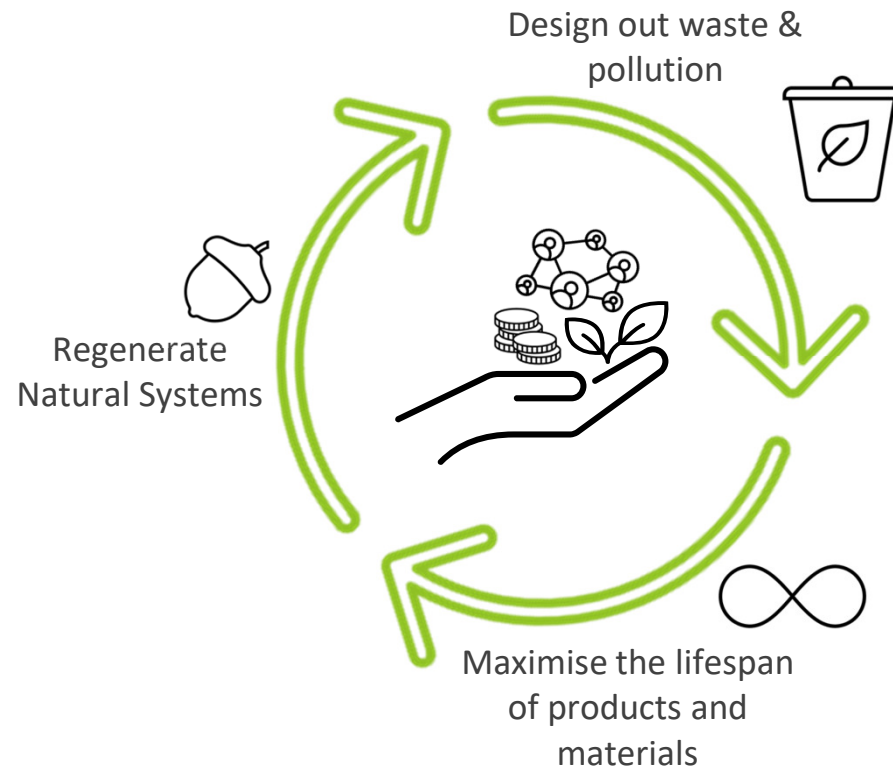 Design out waste &
pollution
Regenerate
Natural Systems
Maximise the lifespan
of products and
materials